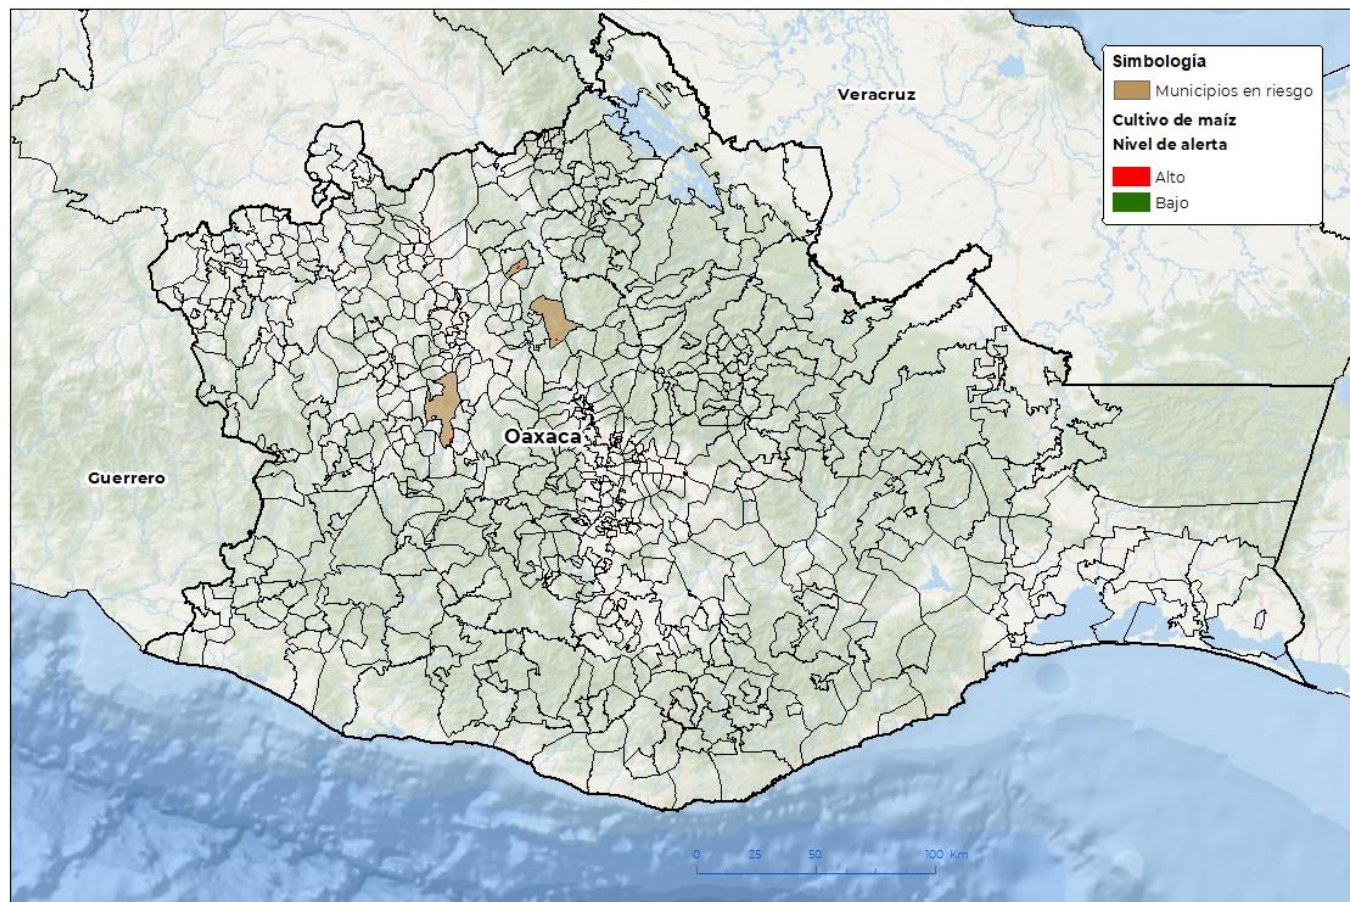 Simbología
Municipios en riesgo
Cultivo de maíz
Nivel de alerta
Alto
Bajo
Veracruz
Oaxaca
Guerrero
0 25 50 100 Km